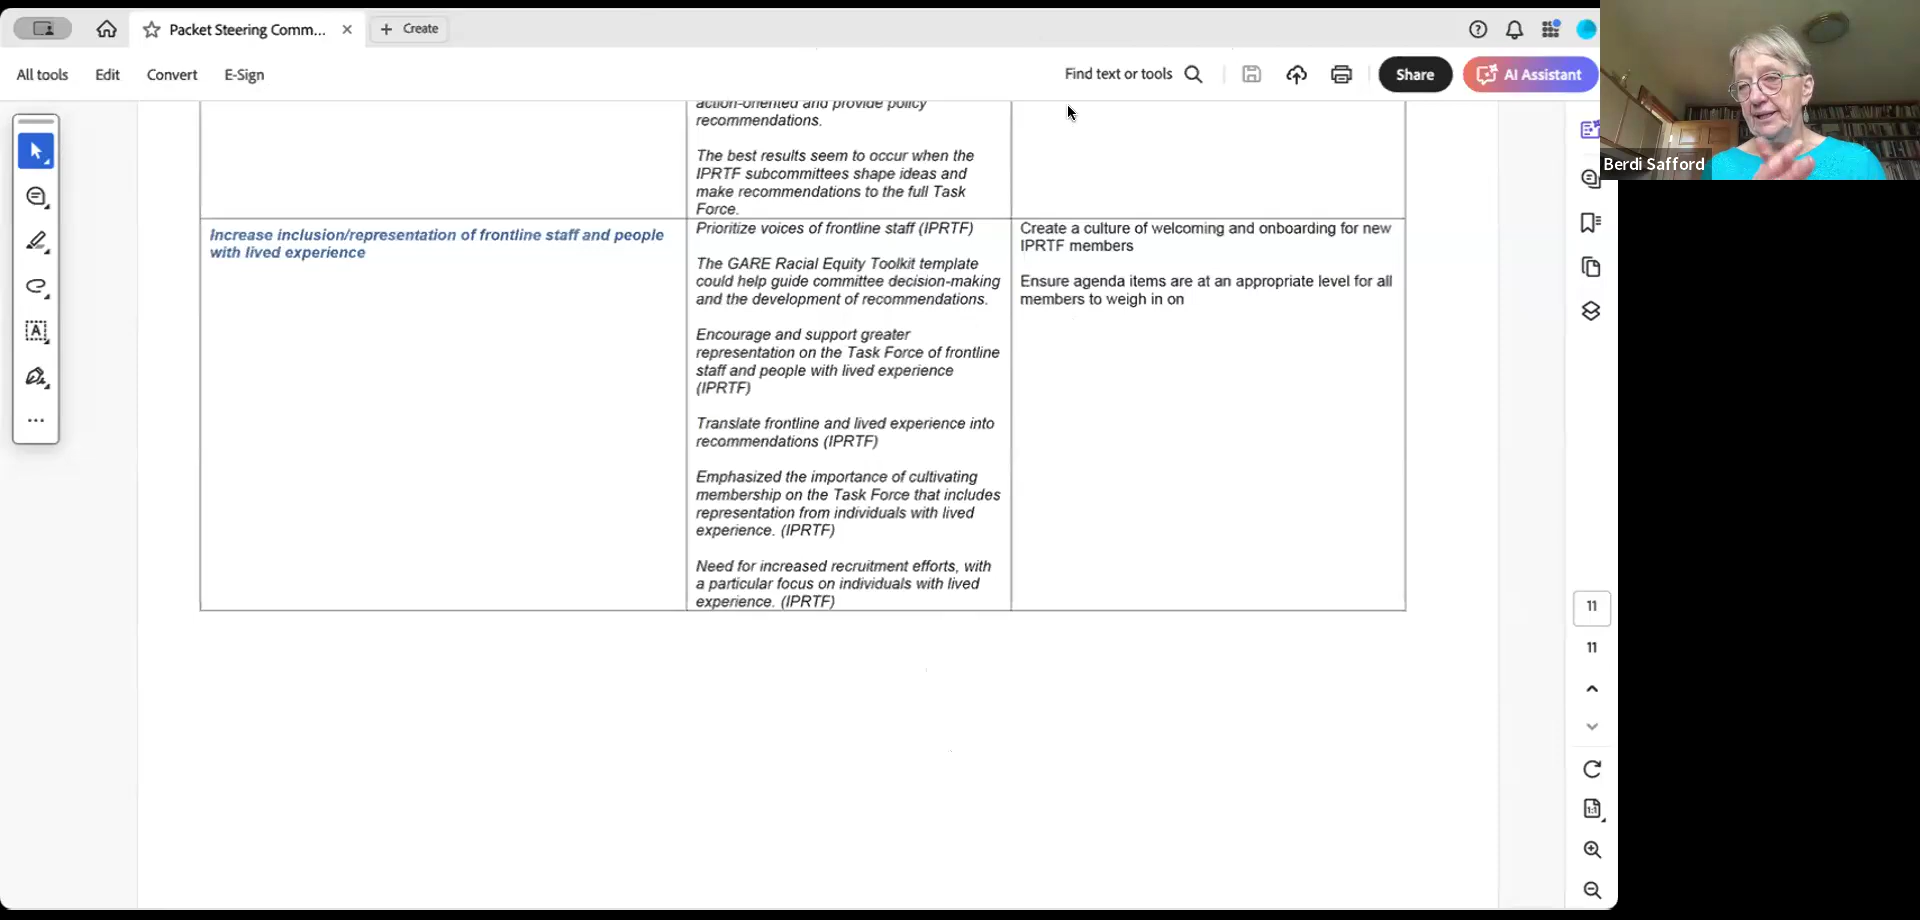 Packet Steering Comm...
Create
All tools
Edit
Convert
E-Sign
Find text or tools
Share
AI Assistant
Berdi Safford
action-oriented and provide policy
recommendations.
The best results seem to occur when the
IPRTF subcommittees shape ideas and
make recommendations to the full Task
Force.
Increase inclusion/representation of frontline staff and people
with lived experience
Prioritize voices of frontline staff (IPRTF)
The GARE Racial Equity Toolkit template
could help guide committee decision-making
and the development of recommendations.
Encourage and support greater
representation on the Task Force of frontline
staff and people with lived experience
(IPRTF)
Translate frontline and lived experience into
recommendations (IPRTF)
Emphasized the importance of cultivating
membership on the Task Force that includes
representation from individuals with lived
experience. (IPRTF)
Need for increased recruitment efforts, with
a particular focus on individuals with lived
experience. (IPRTF)
Create a culture of welcoming and onboarding for new
IPRTF members
Ensure agenda items are at an appropriate level for all
members to weigh in on
11
11
1:1